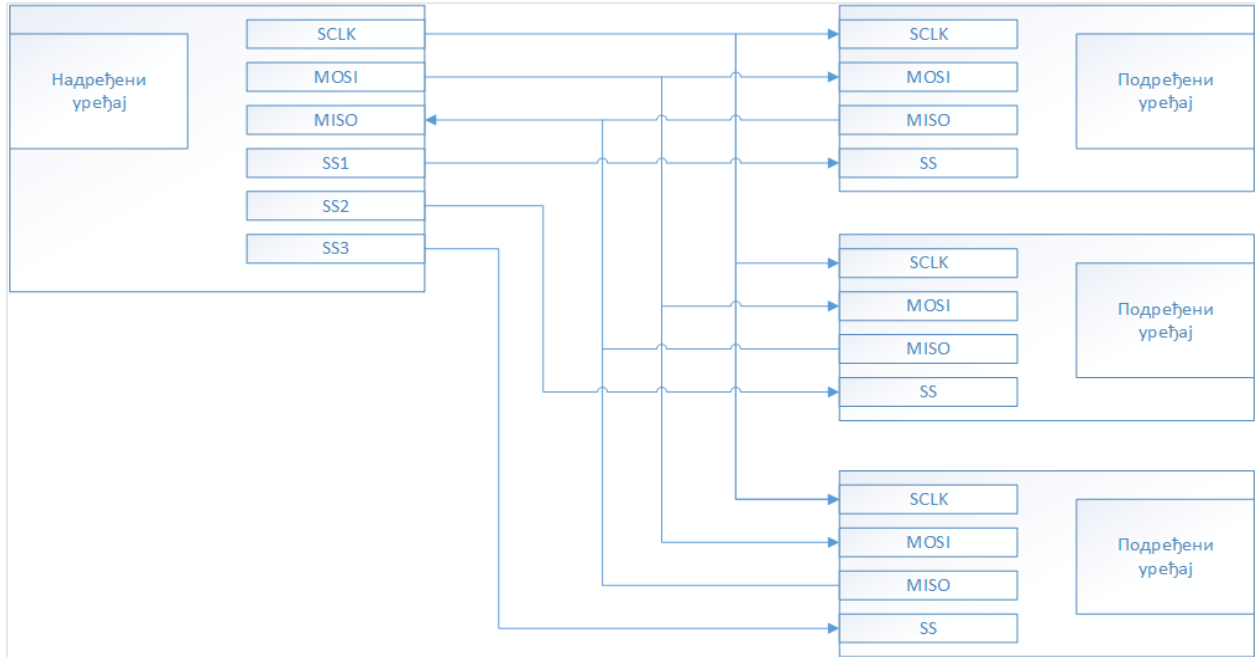 Надређени
уређај
SCLK
MOSI
MISO
SS1
SS2
SS3
SCLK
MOSI
MISO
SS
Подређени
уређај
SCLK
MOSI
MISO
SS
Подређени
уређај
SCLK
MOSI
MISO
SS
Подређени
уређај